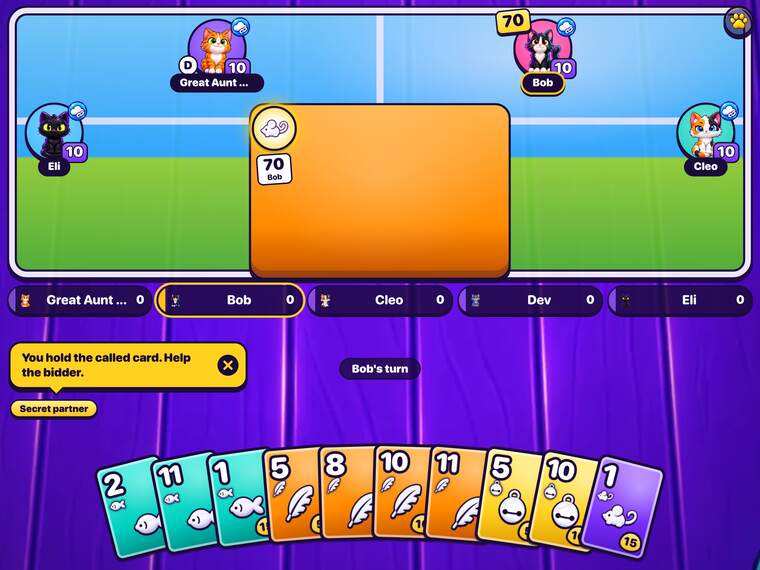 70
D
10
Great Aunt ...
10
Bob
10
Eli
10
Cleo
70
Bob
Great Aunt ... 0
Bob 0
Cleo 0
Dev 0
Eli 0
You hold the called card. Help
the bidder.
Secret partner
Bob's turn
2
11
1
5
8
10
11
5
10
1
15